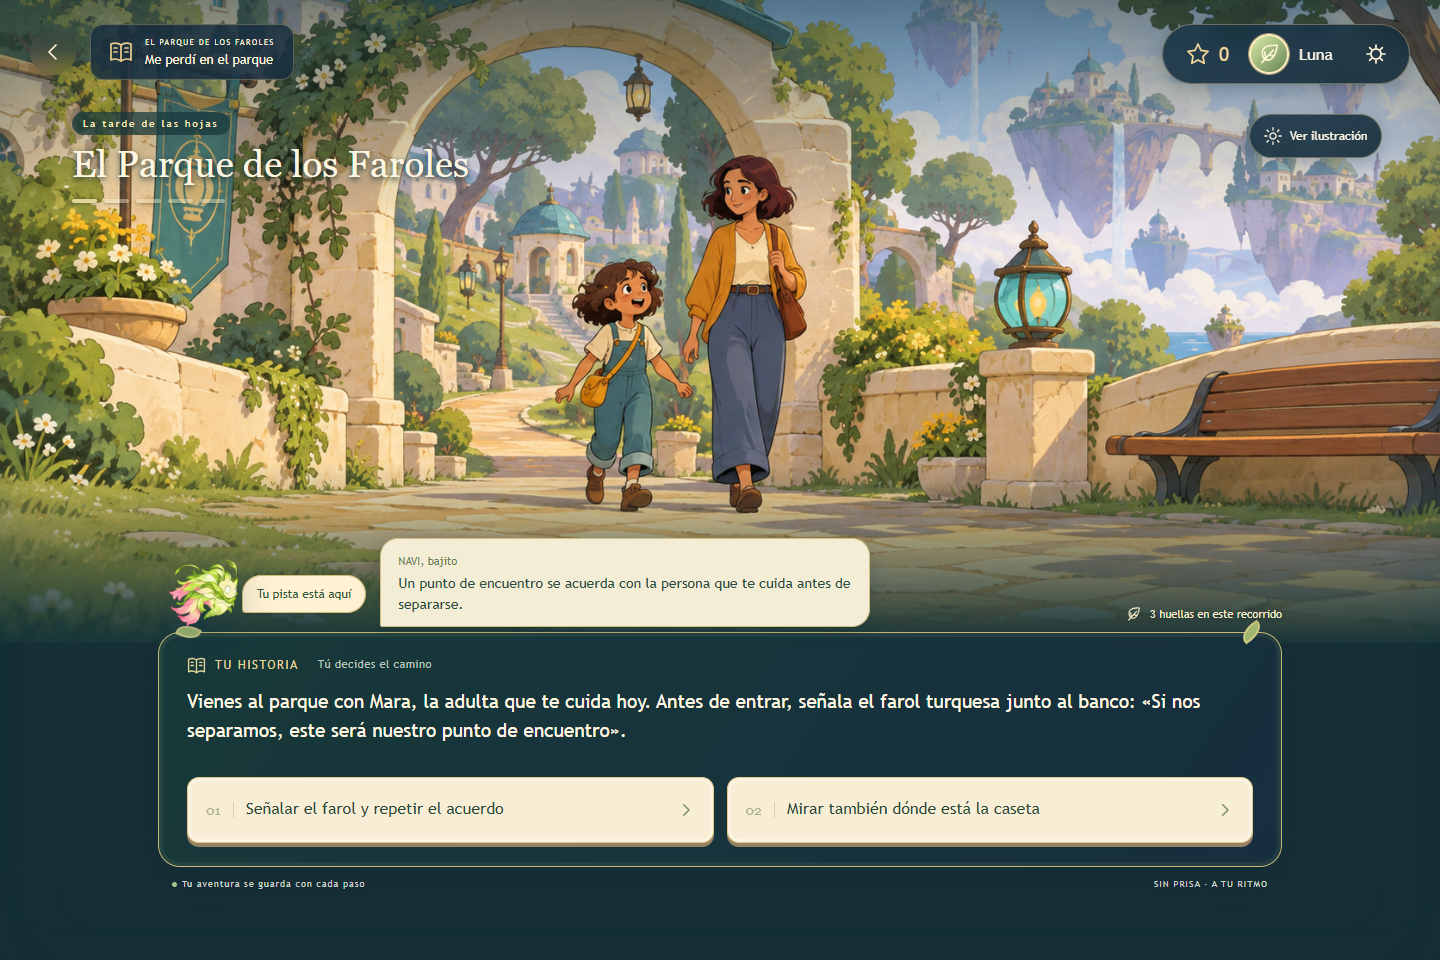 EL PARQUE DE LOS FAROLES
Me perdí en el parque
0
Luna
La tarde de las hojas
El Parque de los Faroles
Ver ilustración
NAVI, bajito
Un punto de encuentro se acuerda con la persona que te cuida antes de
separarse.
Tu pista está aquí
3 huellas en este recorrido
TU HISTORIA Tú decides el camino
Vienes al parque con Mara, la adulta que te cuida hoy. Antes de entrar, señala el farol turquesa junto al banco: «Si nos
separamos, este será nuestro punto de encuentro».
01 Señalar el farol y repetir el acuerdo
02 Mirar también dónde está la caseta
Tu aventura se guarda con cada paso
SIN PRISA · A TU RITMO